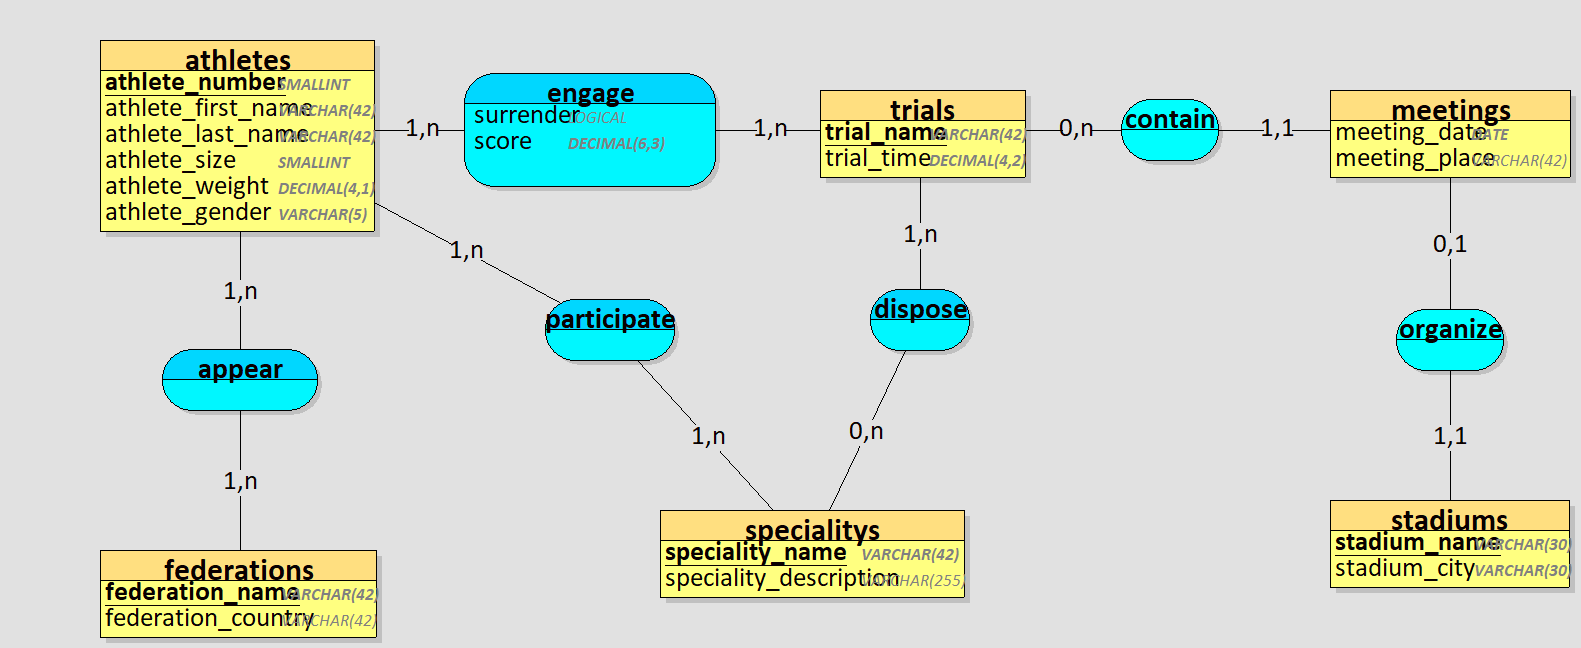 athletes
athlete_number SMALLINT
athlete_first_name VARCHAR(42)
athlete_last_name VARCHAR(42)
athlete_size SMALLINT
athlete_weight DECIMAL(4,1)
athlete_gender VARCHAR(5)
1,n
engage
surrender LOGICAL
score DECIMAL(6,3)
1,n
trials
trial_name VARCHAR(42)
trial_time DECIMAL(4,2)
0,n
contain
1,1
meetings
meeting_date DATE
meeting_place VARCHAR(42)
1,n
1,n
1,n
0,1
participate
dispose
organize
appear
1,n
0,n
1,1
1,n
specialitys
speciality_name VARCHAR(42)
speciality_description VARCHAR(255)
stadiums
stadium_name VARCHAR(30)
stadium_city VARCHAR(30)
federations
federation_name VARCHAR(42)
federation_country VARCHAR(42)